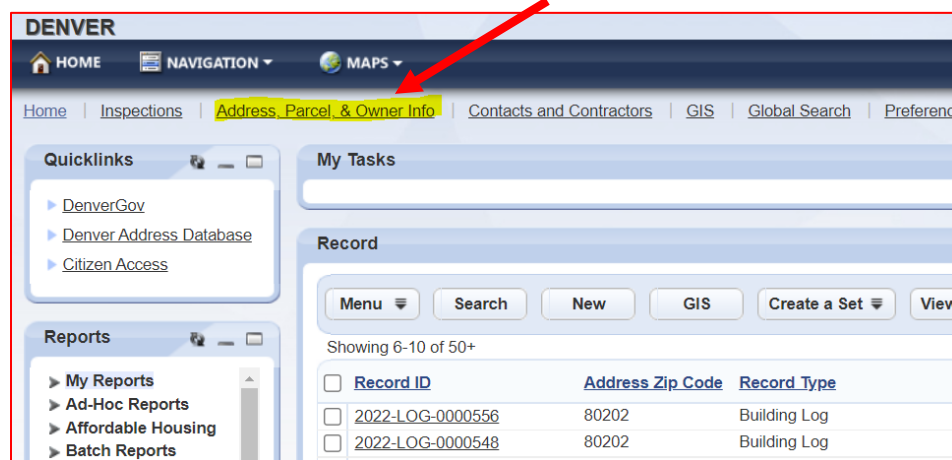 DENVER
HOME NAVIGATION MAPS
Home | Inspections | Address, Parcel, & Owner Info | Contacts and Contractors | GIS | Global Search | Preferenc
Quicklinks
DenverGov
Denver Address Database
Citizen Access
Reports
My Reports
Ad-Hoc Reports
Affordable Housing
Batch Reports
My Tasks
Record
Menu Search New GIS Create a Set View
Showing 6-10 of 50+
Record ID Address Zip Code Record Type
2022-LOG-0000556 80202 Building Log
2022-LOG-0000548 80202 Building Log